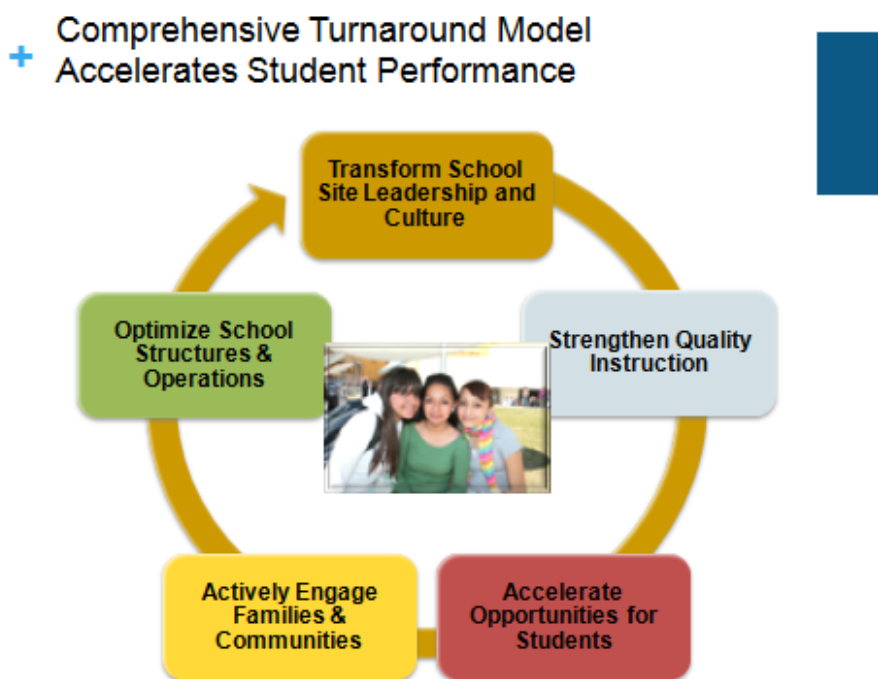 + Comprehensive Turnaround Model
Accelerates Student Performance
Transform School
Site Leadership and
Culture
Strengthen Quality
Instruction
Accelerate
Opportunities for
Students
Actively Engage
Families &
Communities
Optimize School
Structures &
Operations